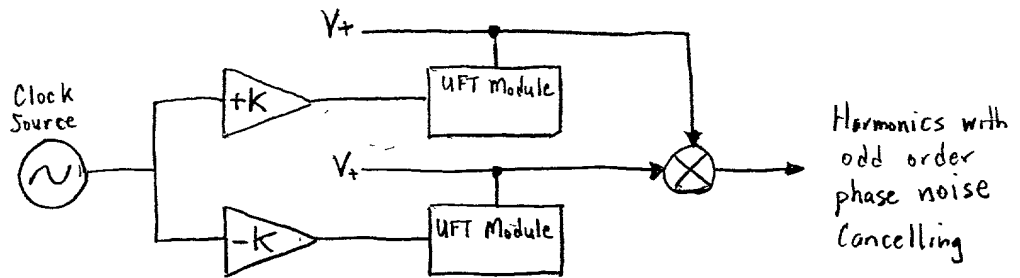 V+
UFT Module
Clock
Source
+K
V+
-K
UFT Module
Harmonics with
odd order
phase noise
Cancelling